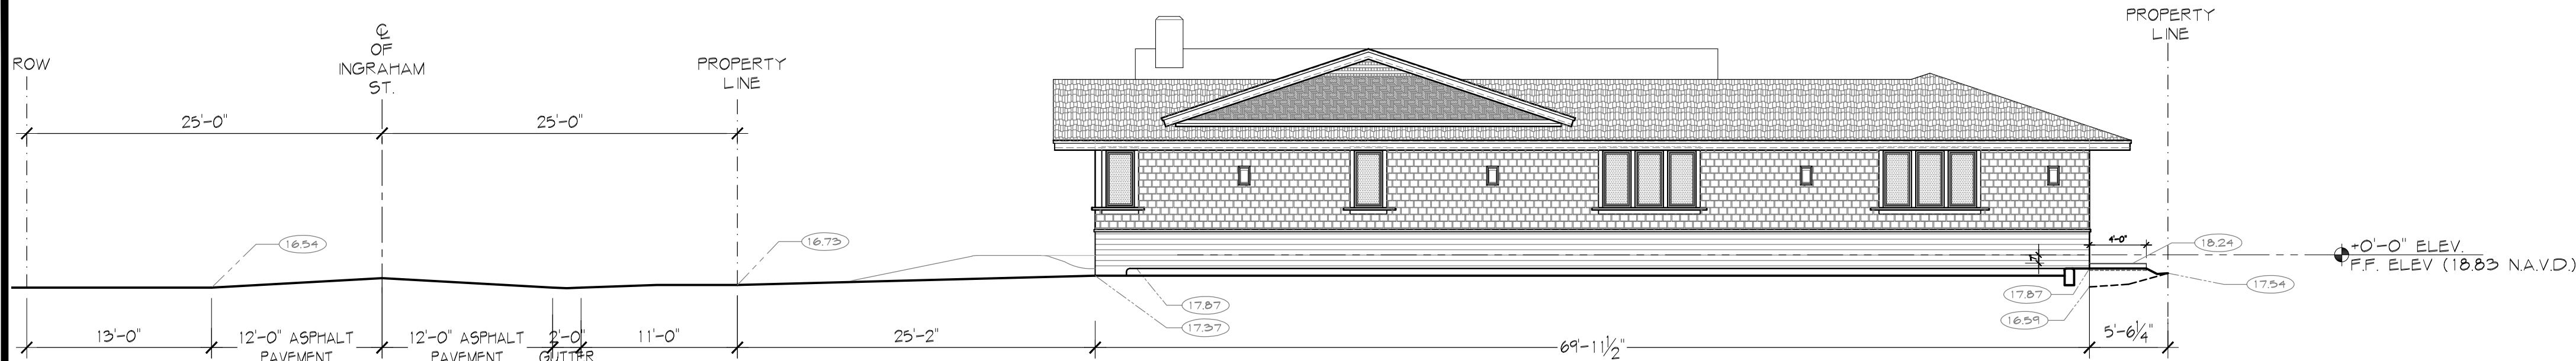 ROW
℄
OF
INGRAHAM
ST.
PROPERTY
LINE
PROPERTY
LINE
25'-0"
25'-0"
16.54
16.73
4'-0"
18.24
+0'-0" ELEV.
F.F. ELEV (18.83 N.A.V.D.)
17.87
17.37
17.87
16.59
17.54
13'-0"
12'-0" ASPHALT
PAVEMENT
12'-0" ASPHALT
PAVEMENT
2'-0"
GUTTER
11'-0"
25'-2"
69'-11½"
5'-6¼"